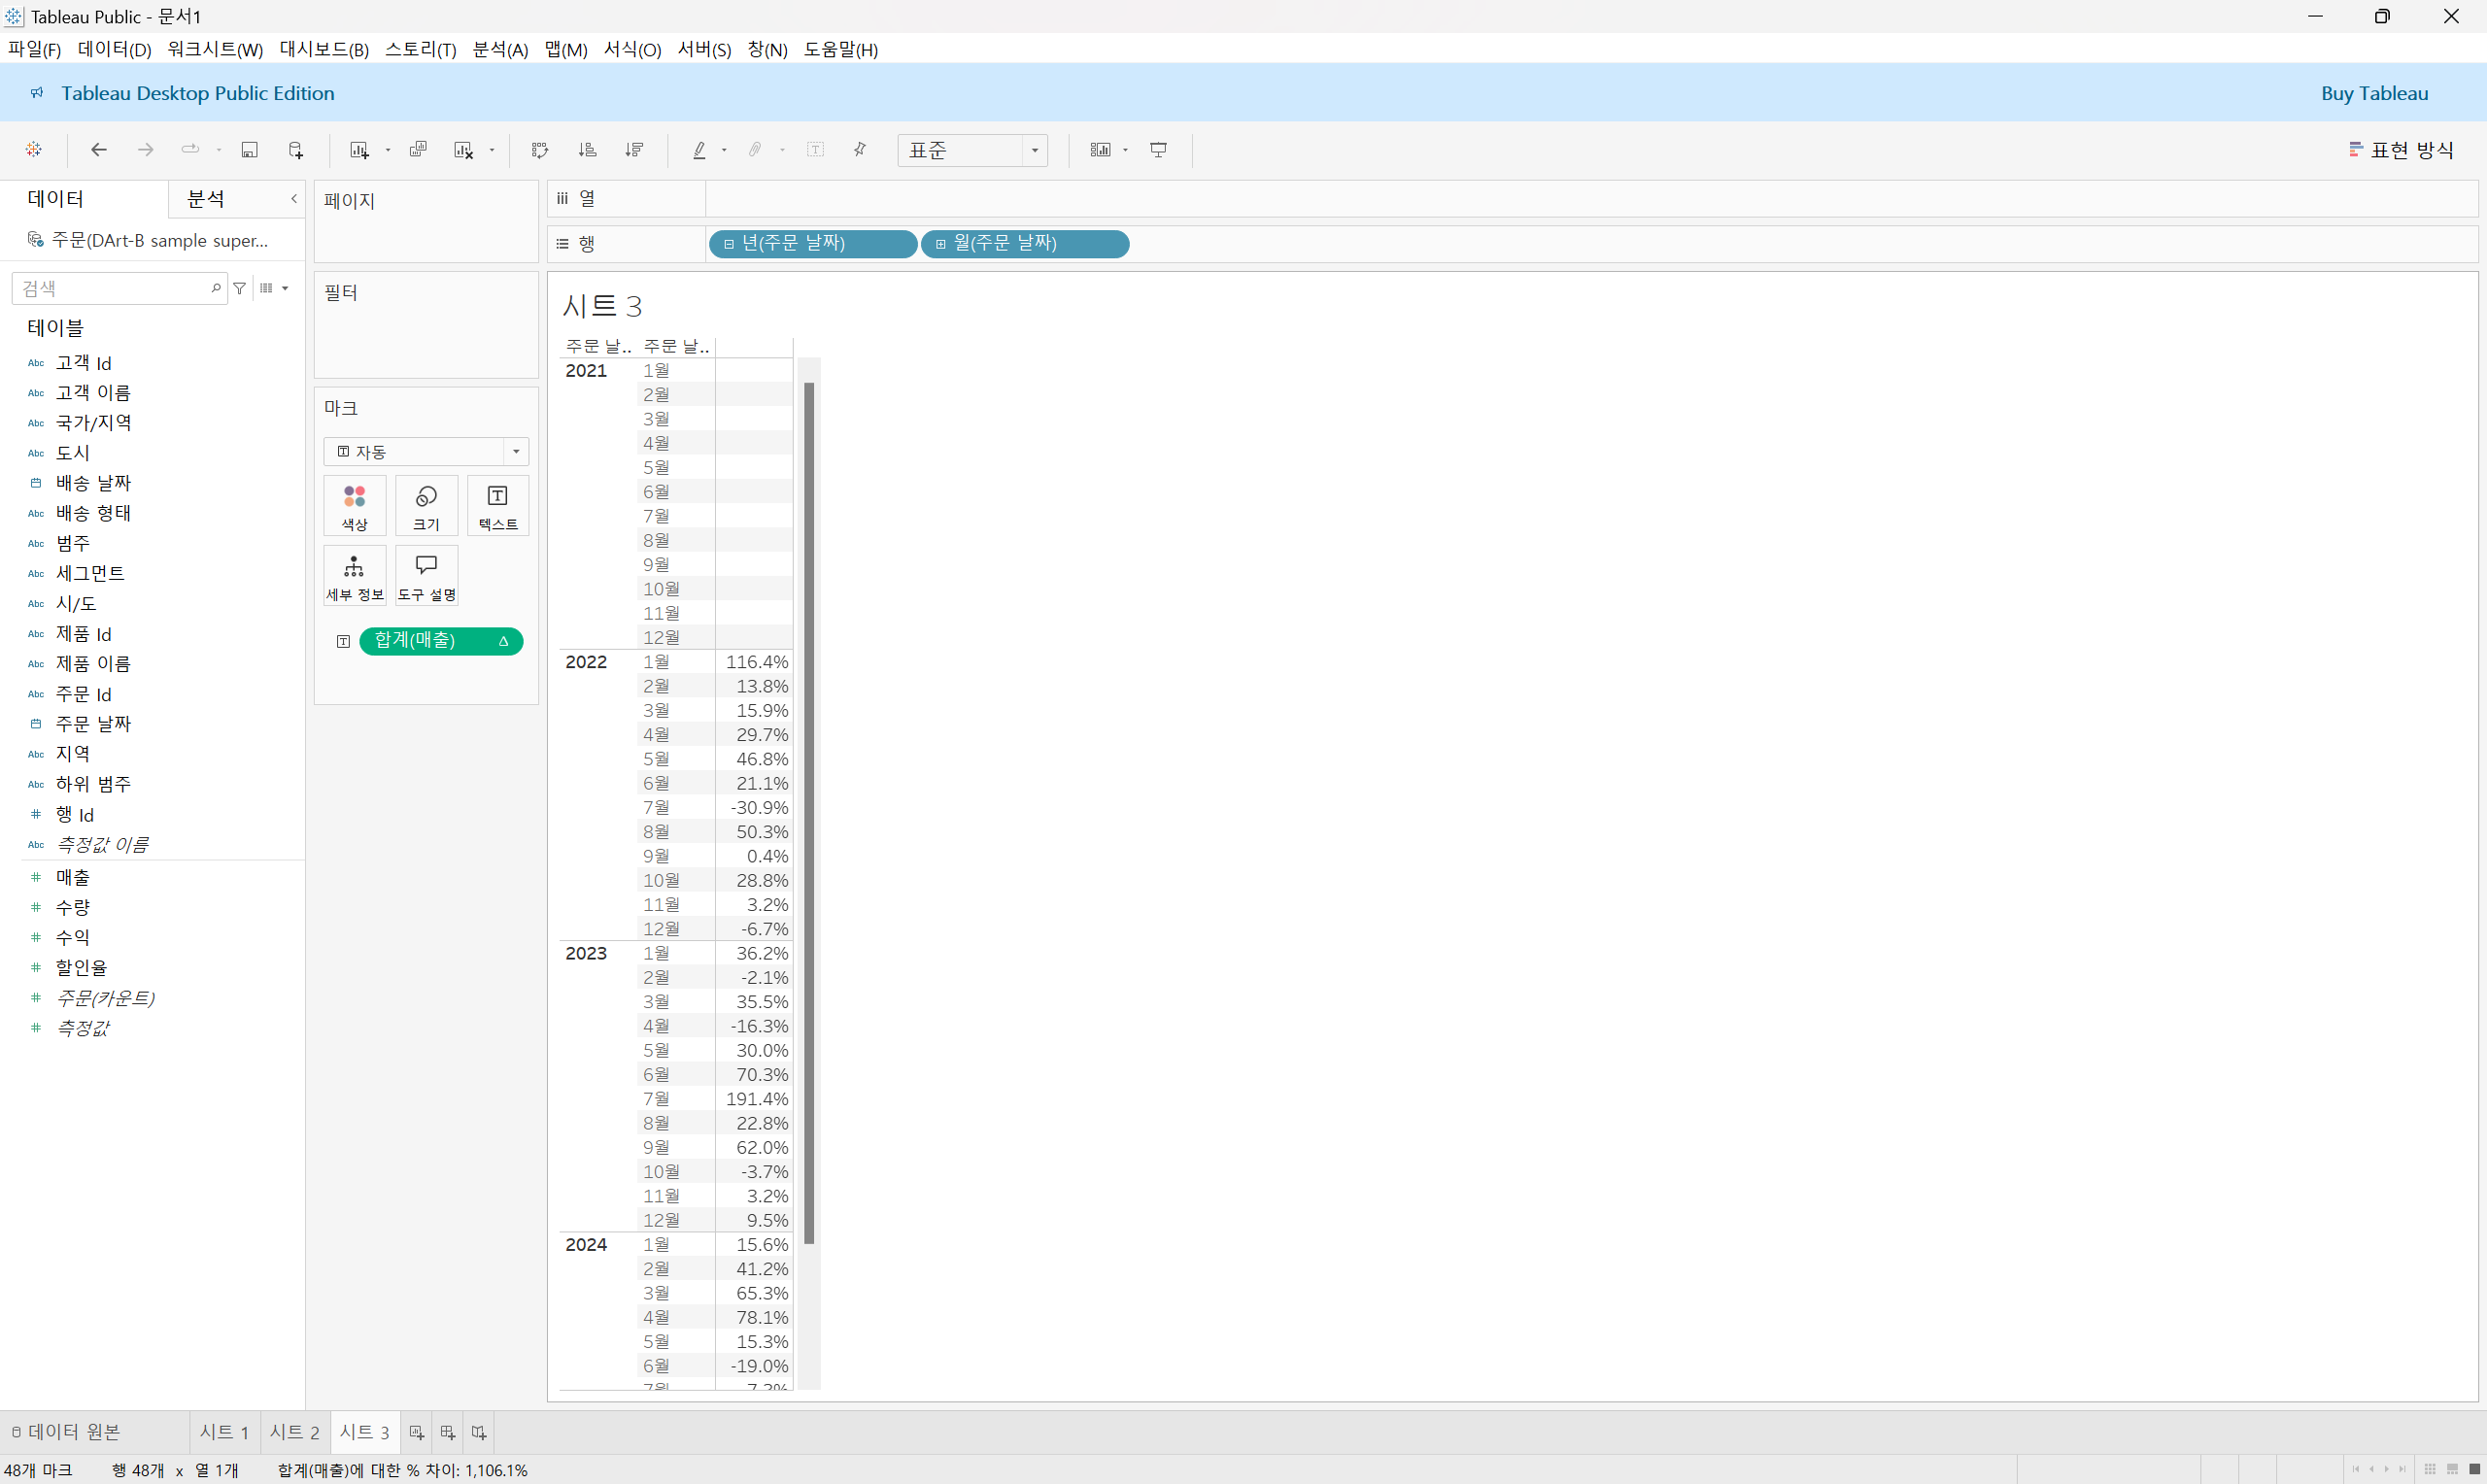 Tableau Public - 문서1
파일(F) 데이터(D) 워크시트(W) 대시보드(B) 스토리(T) 분석(A) 맵(M) 서식(O) 서버(S) 창(N) 도움말(H)
Tableau Desktop Public Edition Buy Tableau
표준 표현 방식
데이터 분석
주문(DArt-B sample super...
검색
테이블
Abc 고객 Id
Abc 고객 이름
Abc 국가/지역
Abc 도시
배송 날짜
Abc 배송 형태
Abc 범주
Abc 세그먼트
Abc 시/도
Abc 제품 Id
Abc 제품 이름
Abc 주문 Id
주문 날짜
Abc 지역
Abc 하위 범주
# 행 Id
Abc 측정값 이름
# 매출
# 수량
# 수익
# 할인율
# 주문(카운트)
# 측정값
페이지
필터
마크
자동
색상 크기 텍스트
세부 정보 도구 설명
합계(매출) Δ
열
행 년(주문 날짜) 월(주문 날짜)
시트 3
주문 날.. 주문 날..
2021 1월
2월
3월
4월
5월
6월
7월
8월
9월
10월
11월
12월
2022 1월 116.4%
2월 13.8%
3월 15.9%
4월 29.7%
5월 46.8%
6월 21.1%
7월 -30.9%
8월 50.3%
9월 0.4%
10월 28.8%
11월 3.2%
12월 -6.7%
2023 1월 36.2%
2월 -2.1%
3월 35.5%
4월 -16.3%
5월 30.0%
6월 70.3%
7월 191.4%
8월 22.8%
9월 62.0%
10월 -3.7%
11월 3.2%
12월 9.5%
2024 1월 15.6%
2월 41.2%
3월 65.3%
4월 78.1%
5월 15.3%
6월 -19.0%
데이터 원본 시트 1 시트 2 시트 3
48개 마크 행 48개 x 열 1개 합계(매출)에 대한 % 차이: 1,106.1%